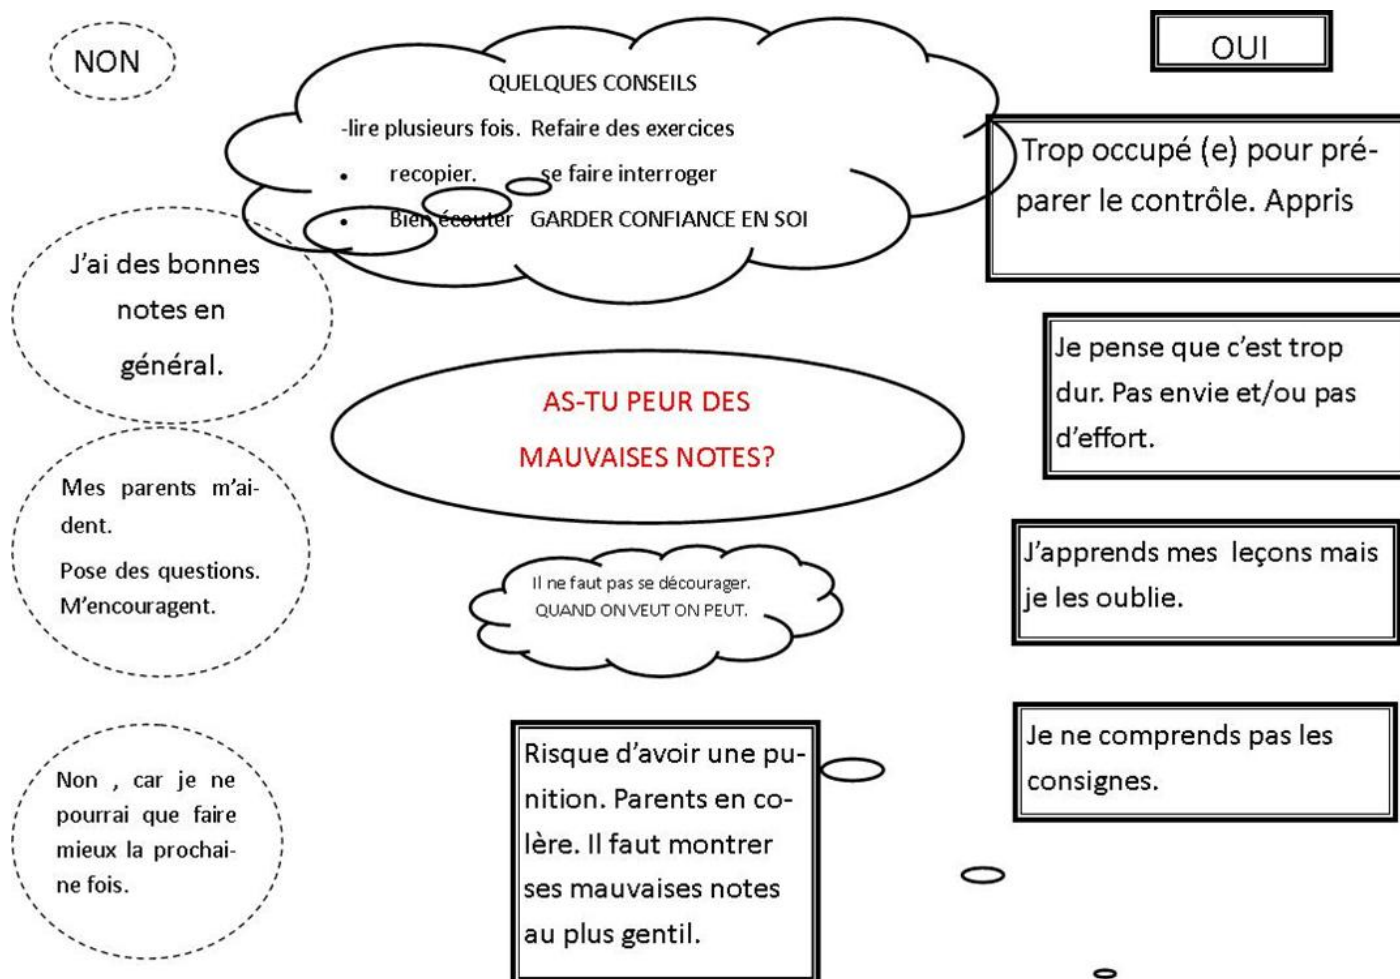 NON
OUI
QUELQUES CONSEILS
-lire plusieurs fois. Refaire des exercices
• recopier. se faire interroger
• Bien écouter GARDER CONFIANCE EN SOI
Trop occupé (e) pour pré-
parer le contrôle. Appris
J'ai des bonnes
notes en
général.
AS-TU PEUR DES
MAUVAISES NOTES?
Je pense que c'est trop
dur. Pas envie et/ou pas
d'effort.
Mes parents m'ai-
dent.
Pose des questions.
M'encouragent.
Il ne faut pas se décourager.
QUAND ON VEUT ON PEUT.
J'apprends mes leçons mais
je les oublie.
Non , car je ne
pourrai que faire
mieux la prochai-
ne fois.
Risque d'avoir une pu-
nition. Parents en co-
lère. Il faut montrer
ses mauvaises notes
au plus gentil.
Je ne comprends pas les
consignes.